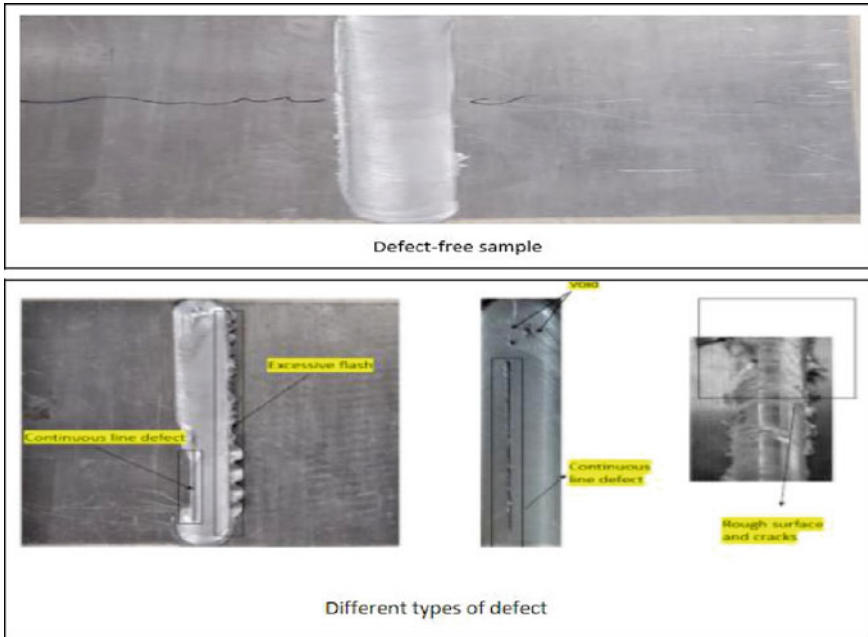 Defect-free sample
Void
Excessive flash
Continuous line defect
Continuous
line defect
Rough surface
and cracks
Different types of defect